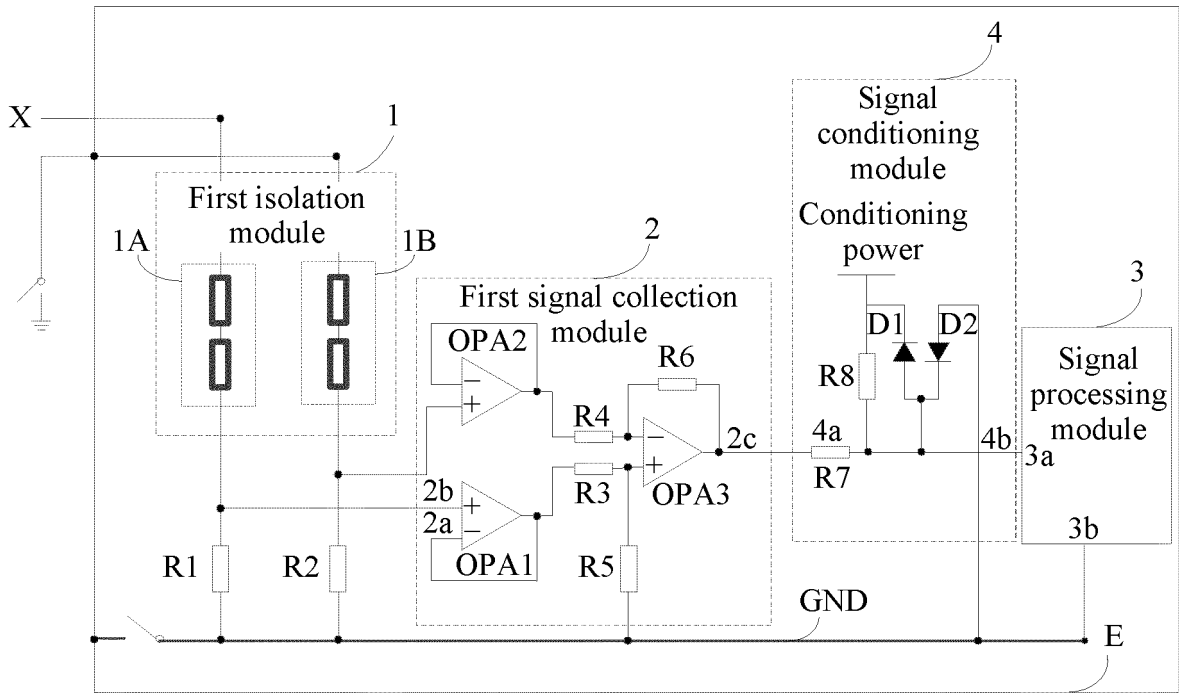 4
X
1
Signal
conditioning
module
First isolation
module
Conditioning
power
1A
1B
2
3
First signal collection
module
D1
D2
OPA2
R6
Signal
processing
module
R8
R4
2c
4a
4b
3a
R7
2b
2a
R3
OPA3
3b
R1
R2
OPA1
R5
GND
E